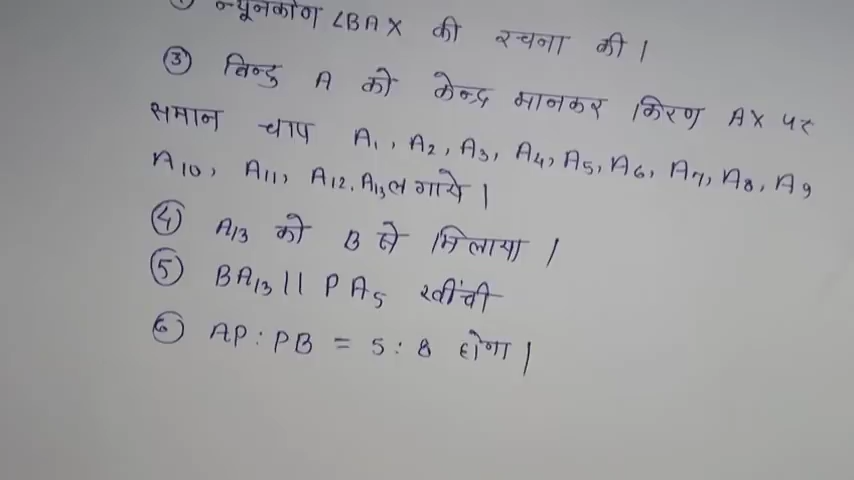 न्यूनकोण ∠BAX की रचना की |
③ बिन्दु A को केन्द्र मानकर किरण AX पर
समान चाप A₁, A₂, A₃, A₄, A₅, A₆, A₇, A₈, A₉
A₁₀, A₁₁, A₁₂, A₁₃ लगाये |
④ A₁₃ को B से मिलाया |
⑤ BA₁₃ || PA₅ खींची
⑥ AP : PB = 5 : 8 होगा |